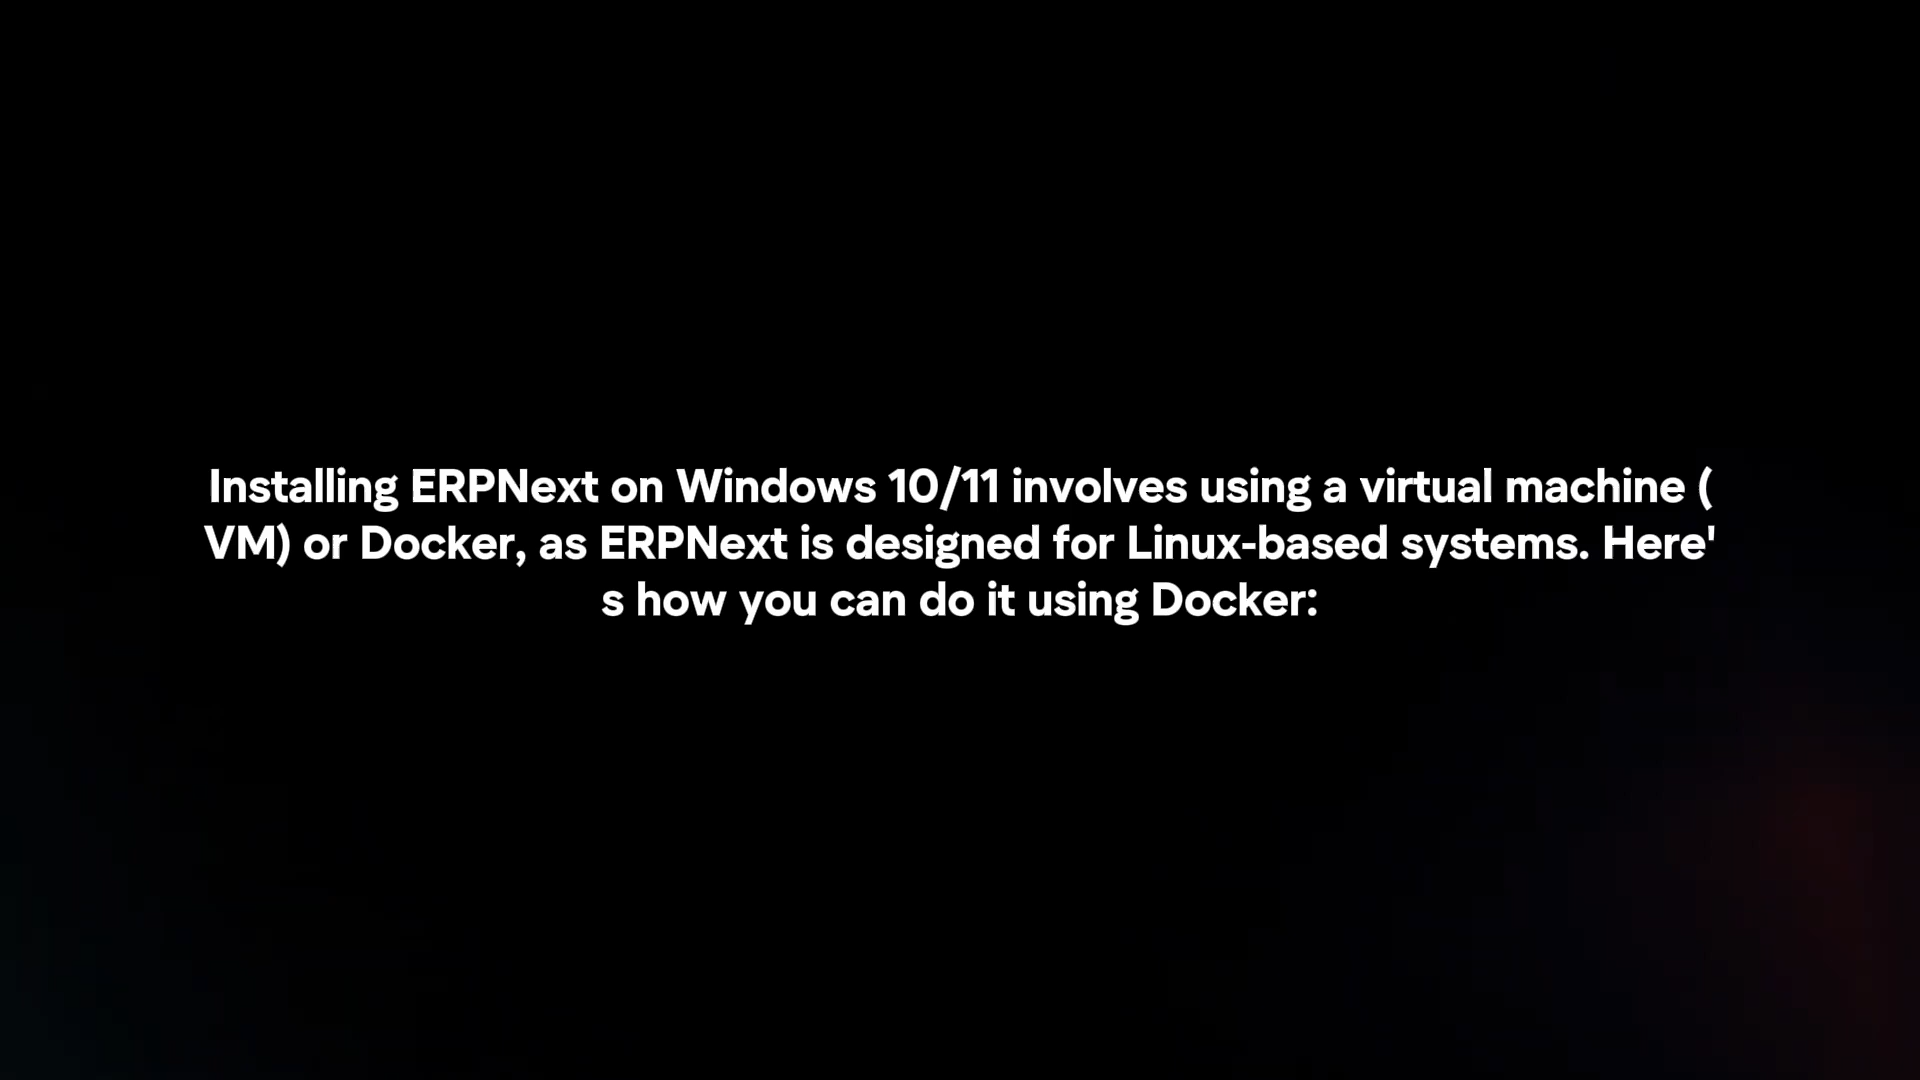 Installing ERPNext on Windows 10/11 involves using a virtual machine (
VM) or Docker, as ERPNext is designed for Linux-based systems. Here'
s how you can do it using Docker: